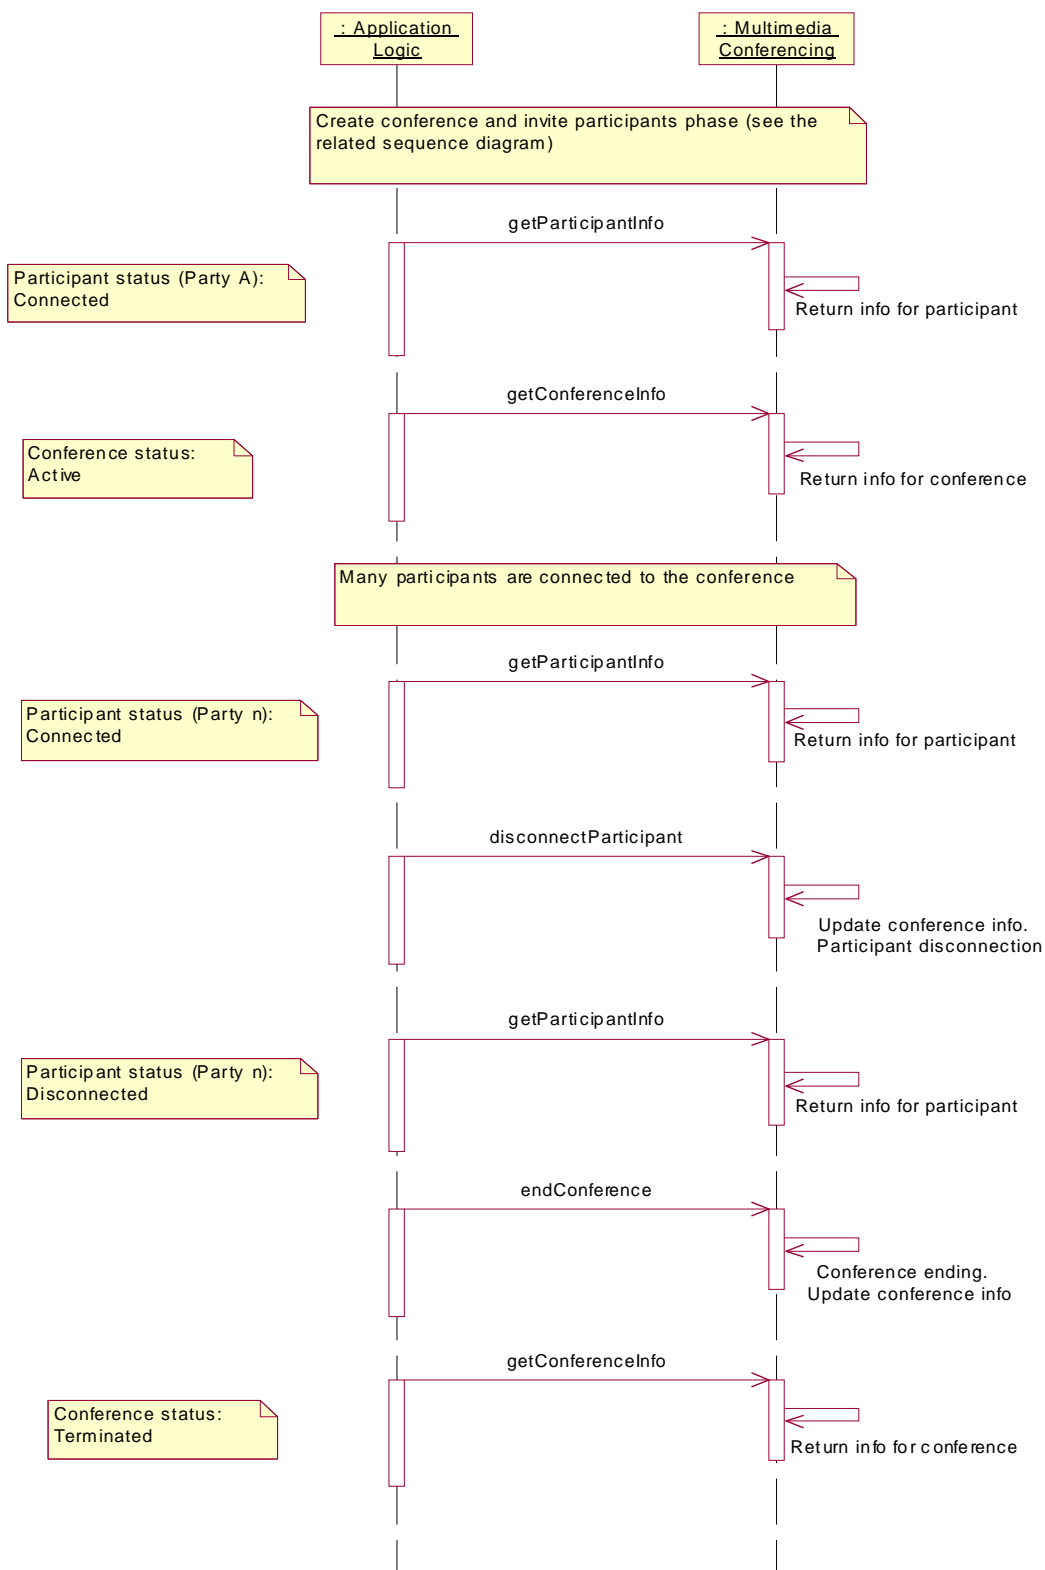 : Application
Logic
: Multimedia
Conferencing
Create conference and invite participants phase (see the
related sequence diagram)
getParticipantInfo
Participant status (Party A):
Connected
Return info for participant
getConferenceInfo
Conference status:
Active
Return info for conference
Many participants are connected to the conference
getParticipantInfo
Participant status (Party n):
Connected
Return info for participant
disconnectParticipant
Update conference info.
Participant disconnection
getParticipantInfo
Participant status (Party n):
Disconnected
Return info for participant
endConference
Conference ending.
Update conference info
getConferenceInfo
Conference status:
Terminated
Return info for conference